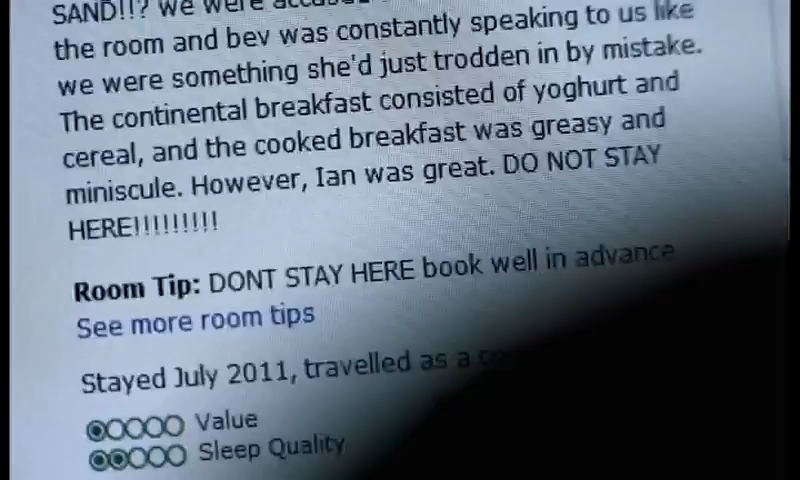 SAND!!? we were
the room and bev was constantly speaking to us like
we were something she'd just trodden in by mistake.
The continental breakfast consisted of yoghurt and
cereal, and the cooked breakfast was greasy and
miniscule. However, Ian was great. DO NOT STAY
HERE!!!!!!!!!
Room Tip: DONT STAY HERE book well in advance
See more room tips
Stayed July 2011, travelled as a
Value
Sleep Quality